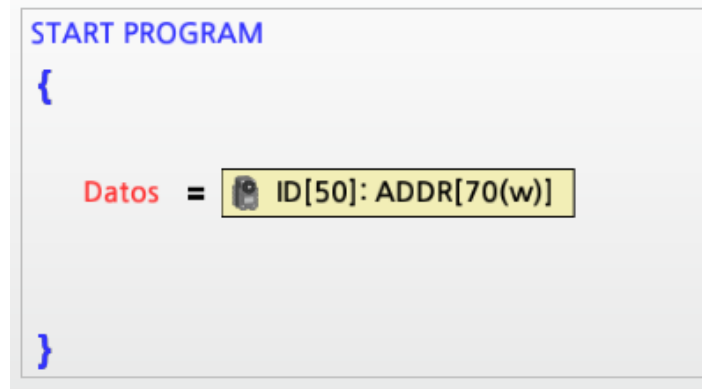 START PROGRAM
{
Datos = ID[50]: ADDR[70(w)]
}